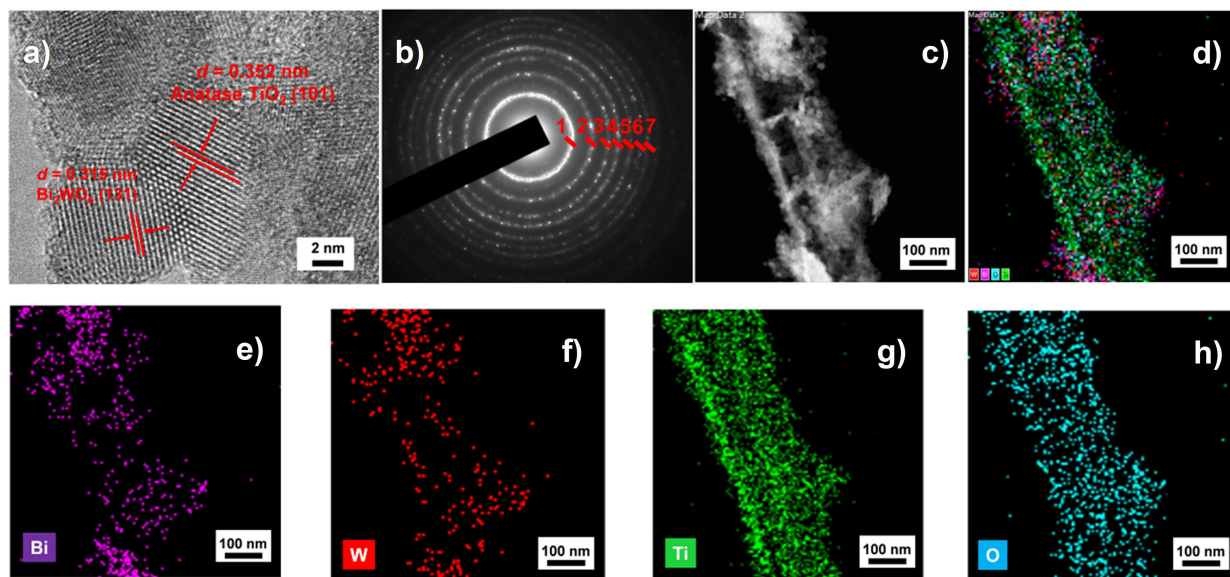 a)
d = 0.352 nm
Anatase TiO₂ (101)
d = 0.315 nm
Bi₂WO₆ (131)
2 nm
b)
1 2 3 4 5 6 7
Map Data 2
c)
100 nm
Map Data 2
d)
W Bi O Ti
100 nm
e)
Bi
100 nm
f)
W
100 nm
g)
Ti
100 nm
h)
O
100 nm